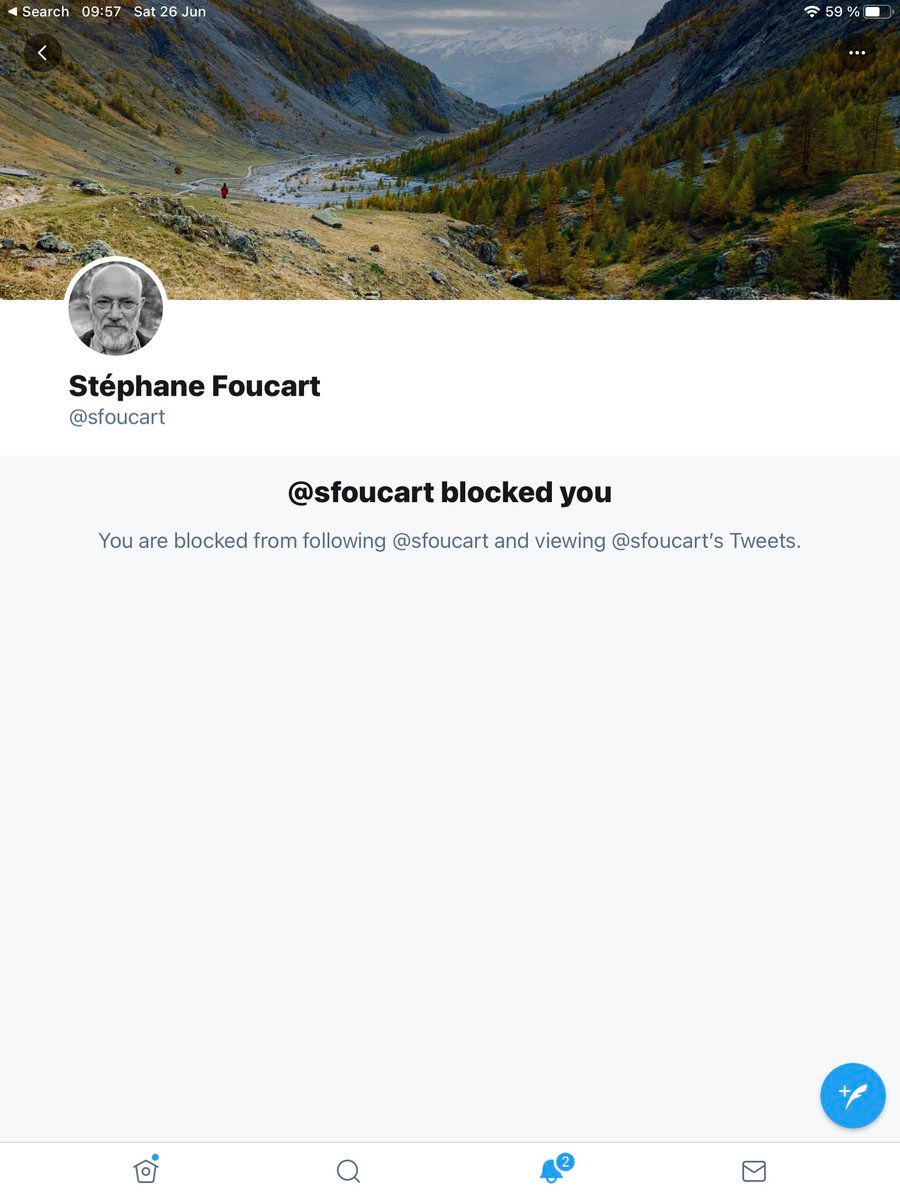 ◀ Search 09:57 Sat 26 Jun 59 %
Stéphane Foucart
@sfoucart
@sfoucart blocked you
You are blocked from following @sfoucart and viewing @sfoucart’s Tweets.
2